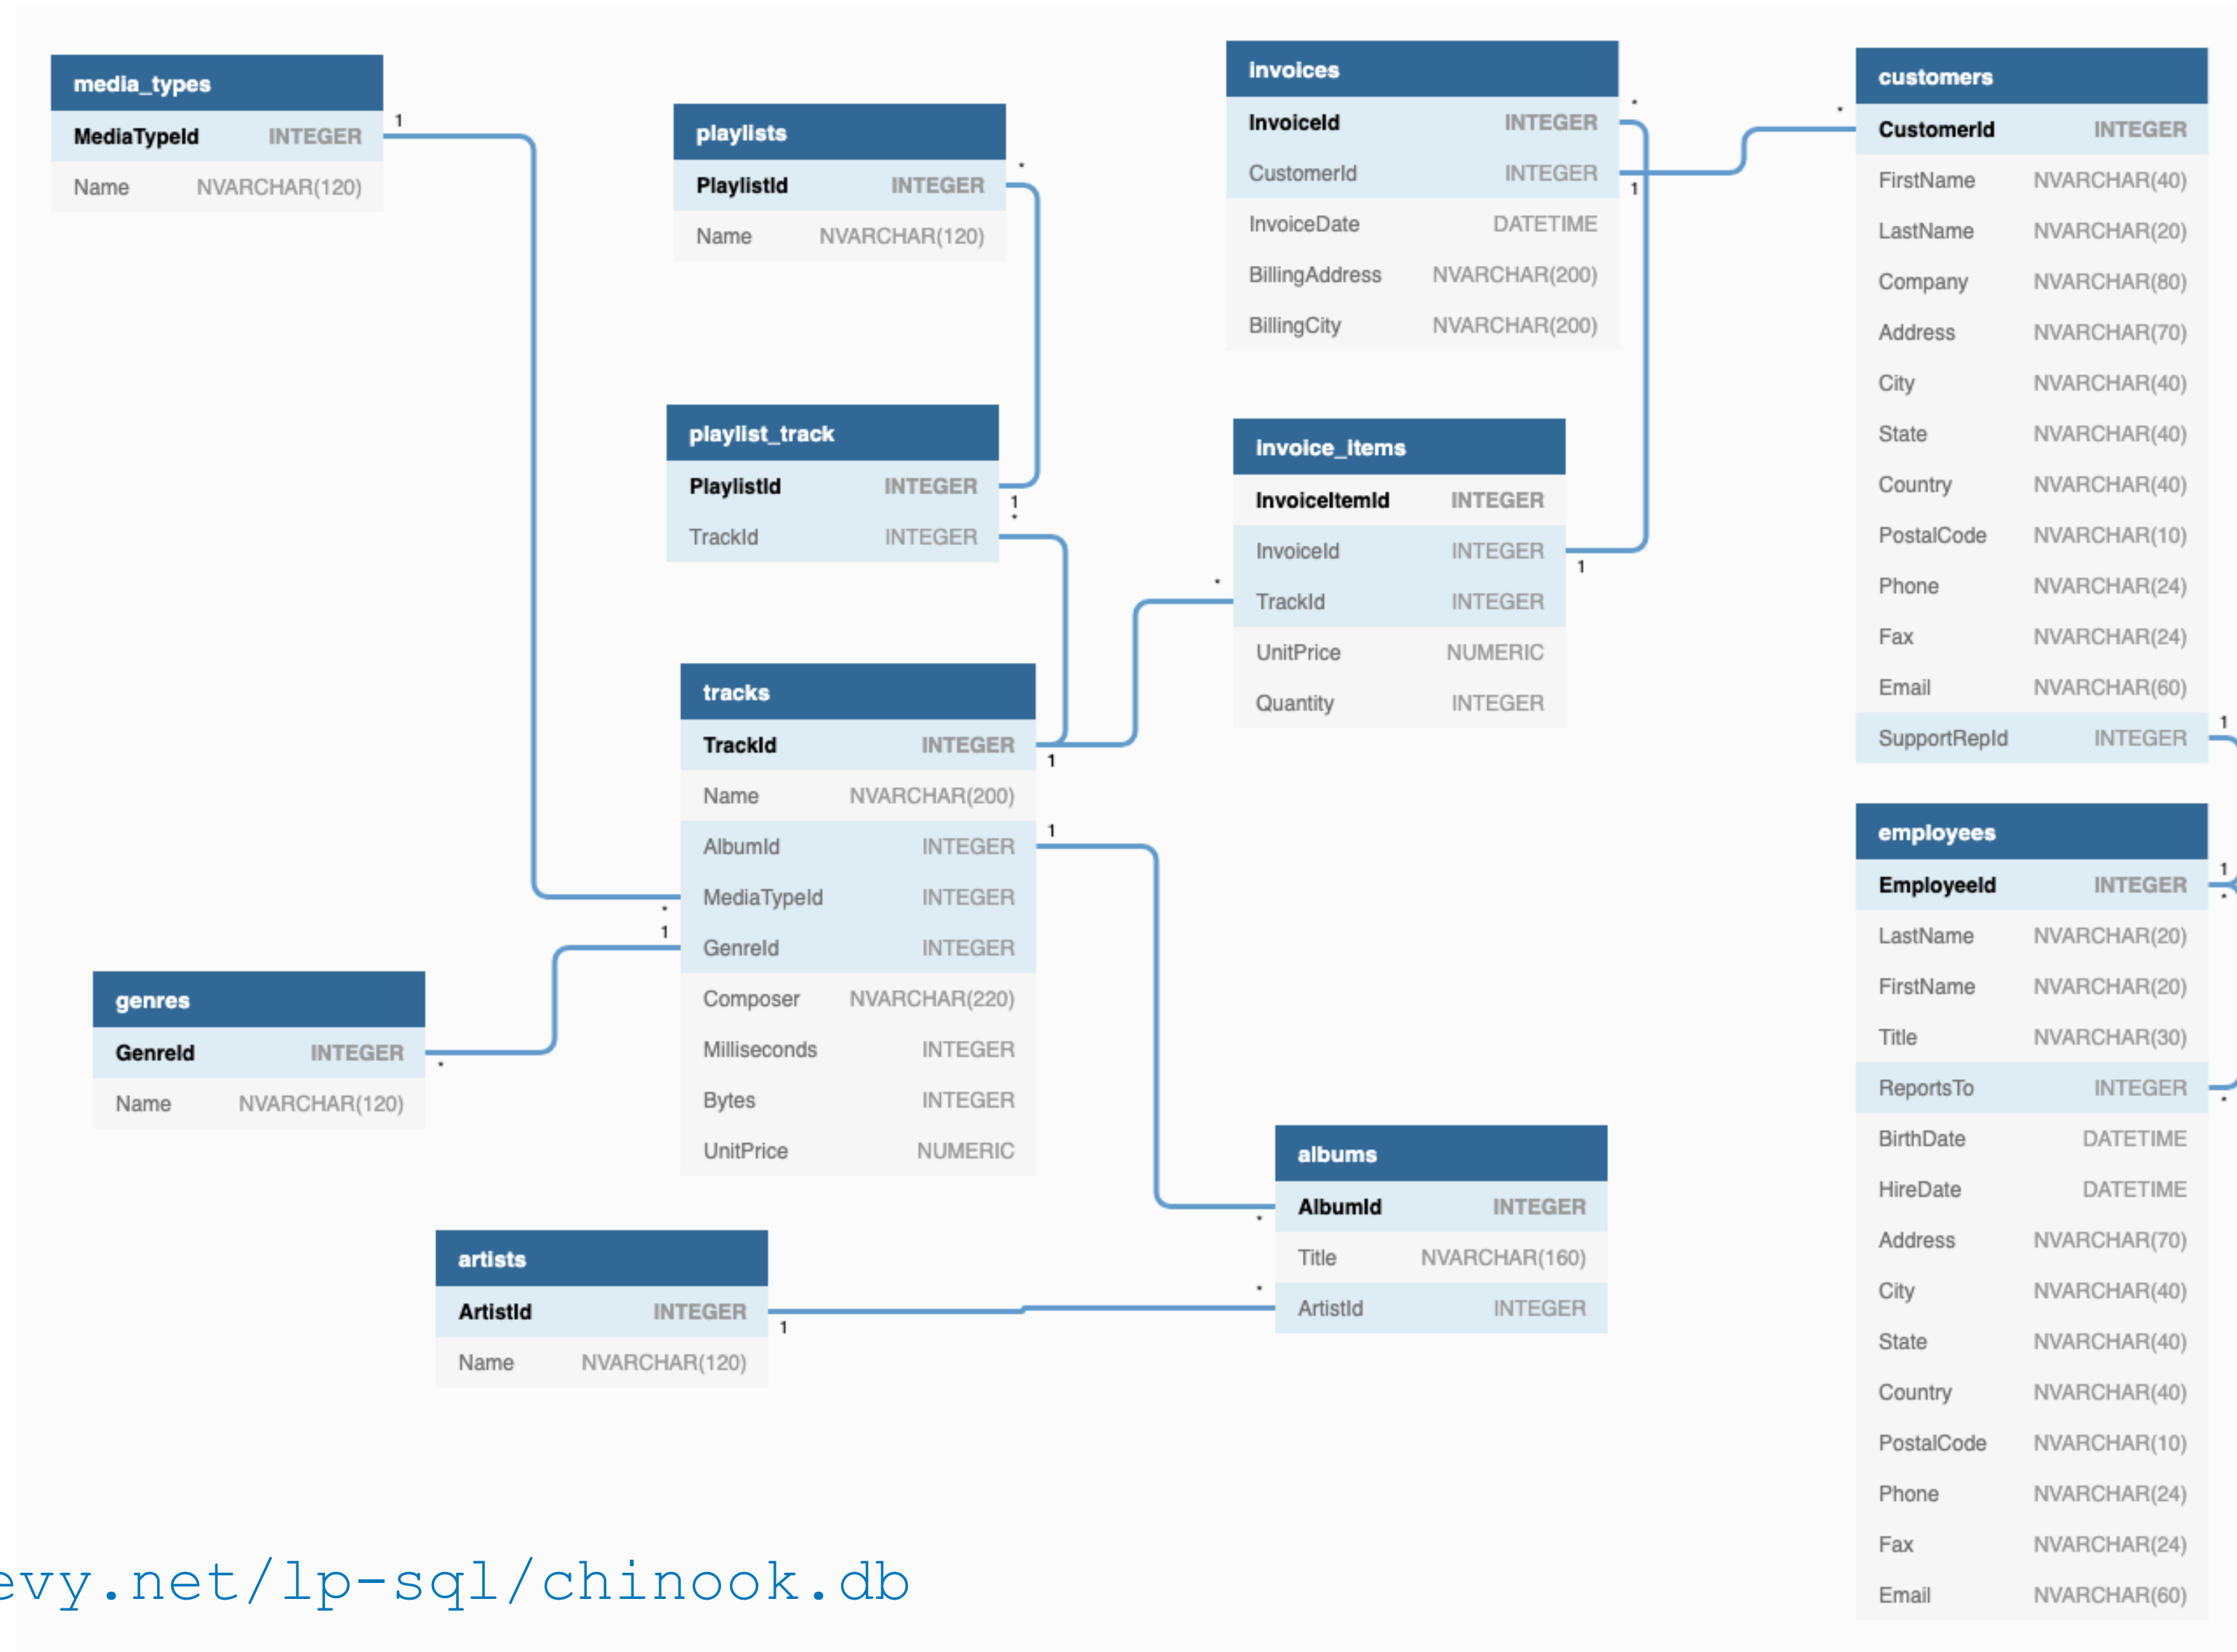 media_types
MediaTypeId INTEGER
Name NVARCHAR(120)
1
playlists
PlaylistId INTEGER
Name NVARCHAR(120)
*
playlist_track
PlaylistId INTEGER
TrackId INTEGER
1
*
tracks
TrackId INTEGER
Name NVARCHAR(200)
AlbumId INTEGER
MediaTypeId INTEGER
GenreId INTEGER
Composer NVARCHAR(220)
Milliseconds INTEGER
Bytes INTEGER
UnitPrice NUMERIC
1
1
*
1
genres
GenreId INTEGER
Name NVARCHAR(120)
*
artists
ArtistId INTEGER
Name NVARCHAR(120)
1
invoices
InvoiceId INTEGER
CustomerId INTEGER
InvoiceDate DATETIME
BillingAddress NVARCHAR(200)
BillingCity NVARCHAR(200)
*
1
invoice_items
InvoiceItemId INTEGER
InvoiceId INTEGER
TrackId INTEGER
UnitPrice NUMERIC
Quantity INTEGER
1
*
albums
AlbumId INTEGER
Title NVARCHAR(160)
ArtistId INTEGER
*
*
customers
CustomerId INTEGER
FirstName NVARCHAR(40)
LastName NVARCHAR(20)
Company NVARCHAR(80)
Address NVARCHAR(70)
City NVARCHAR(40)
State NVARCHAR(40)
Country NVARCHAR(40)
PostalCode NVARCHAR(10)
Phone NVARCHAR(24)
Fax NVARCHAR(24)
Email NVARCHAR(60)
SupportRepId INTEGER
*
1
employees
EmployeeId INTEGER
LastName NVARCHAR(20)
FirstName NVARCHAR(20)
Title NVARCHAR(30)
ReportsTo INTEGER
BirthDate DATETIME
HireDate DATETIME
Address NVARCHAR(70)
City NVARCHAR(40)
State NVARCHAR(40)
Country NVARCHAR(40)
PostalCode NVARCHAR(10)
Phone NVARCHAR(24)
Fax NVARCHAR(24)
Email NVARCHAR(60)
1
*
*
evy.net/lp-sql/chinook.db